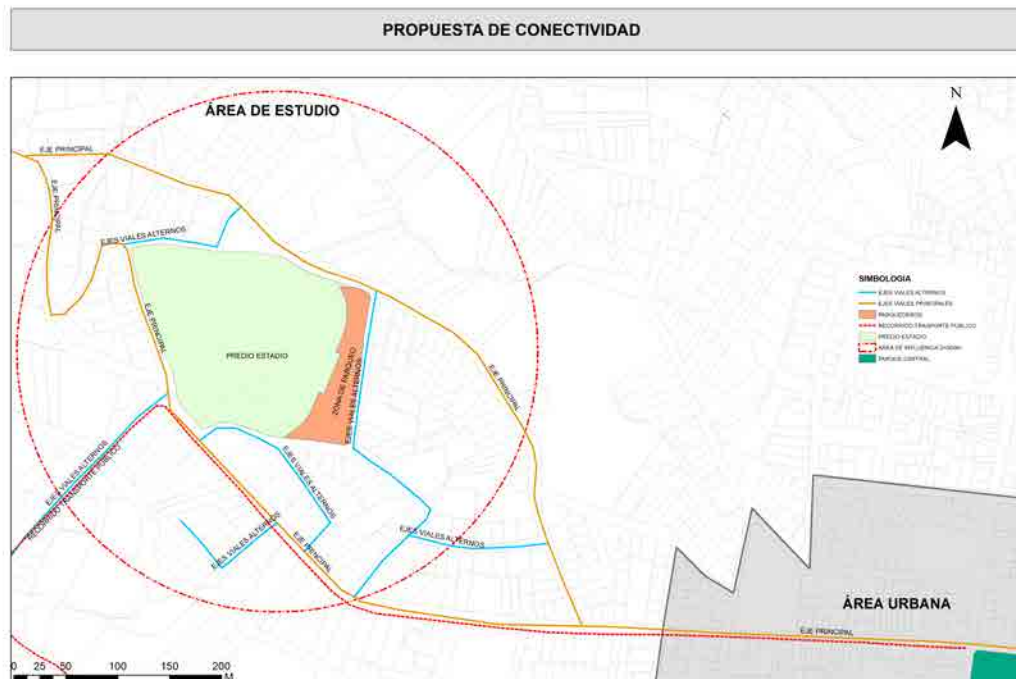 PROPUESTA DE CONECTIVIDAD
ÁREA DE ESTUDIO
N
EJE PRINCIPAL
EJE PRINCIPAL
EJES VIALES ALTERNOS
EJE PRINCIPAL
PREDIO ESTADIO
ZONA DE PARQUEO
EJES VIALES ALTERNOS
EJE PRINCIPAL
SIMBOLOGIA
EJES VIALES ALTERNOS
EJES VIALES PRINCIPALES
PARQUEDEROS
RECORRIDO TRANSPORTE PÚBLICO
PREDIO ESTADIO
PARQUE CENTRAL
EJES VIALES ALTERNOS
RECORRIDO TRANSPORTE PÚBLICO
EJES VIALES ALTERNOS
EJES VIALES ALTERNOS
EJE PRINCIPAL
EJES VIALES ALTERNOS
ÁREA URBANA
EJE PRINCIPAL
0 25 50 100 150 200
M